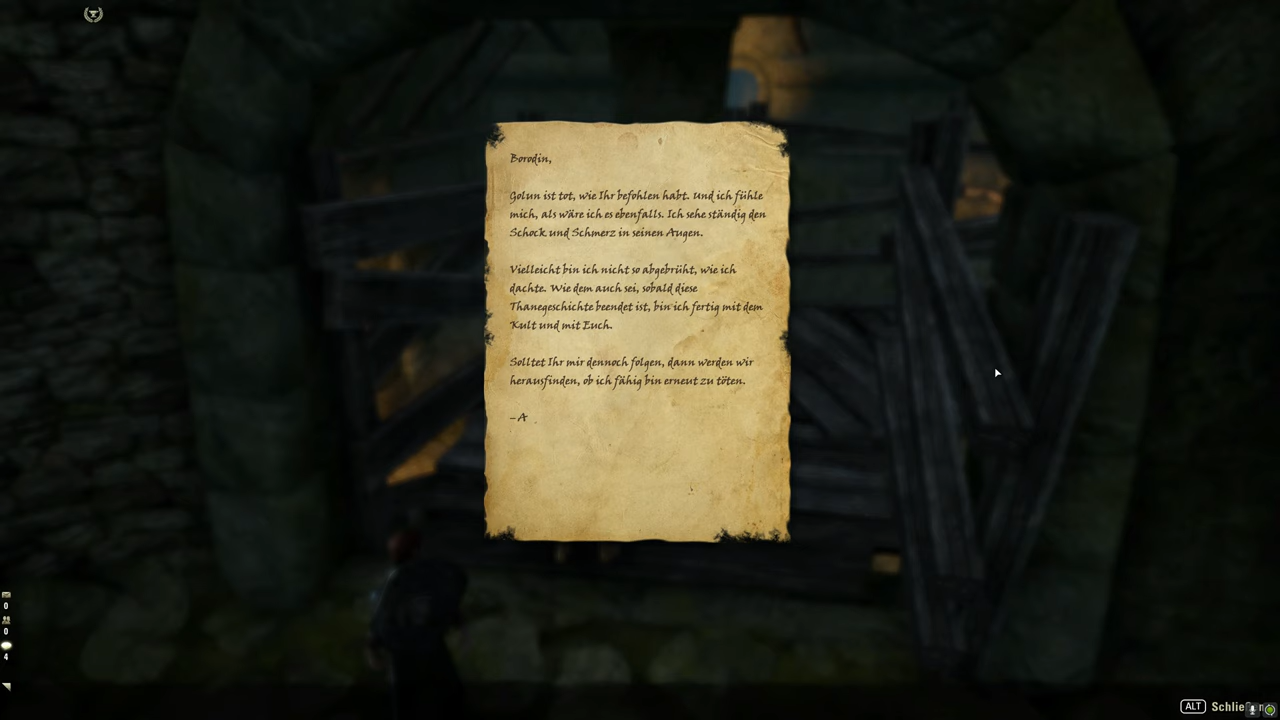 Borodin,
Golun ist tot, wie Ihr befohlen habt. Und ich fühle
mich, als wäre ich es ebenfalls. Ich sehe ständig den
Schock und Schmerz in seinen Augen.
Vielleicht bin ich nicht so abgebrüht, wie ich
dachte. Wie dem auch sei, sobald diese
Thanegeschichte beendet ist, bin ich fertig mit dem
Kult und mit Euch.
Solltet Ihr mir dennoch folgen, dann werden wir
herausfinden, ob ich fähig bin erneut zu töten.
–A
0
0
4
ALT